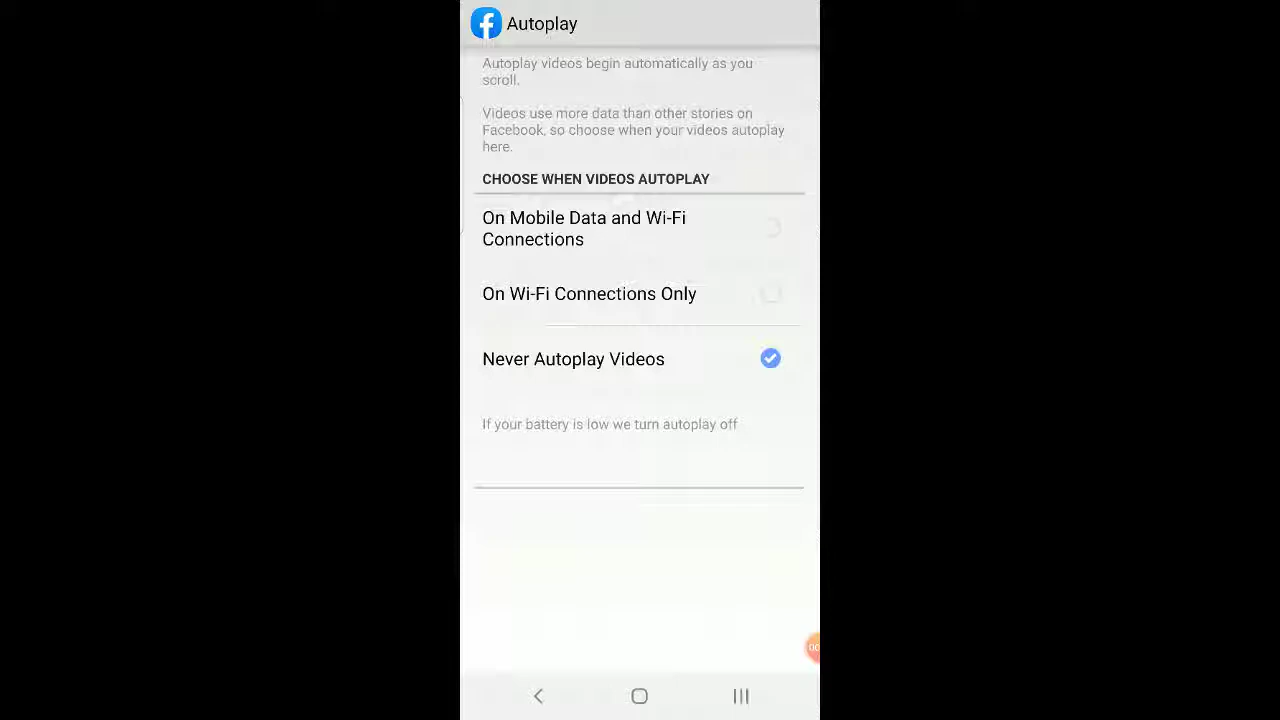 Autoplay
Autoplay videos begin automatically as you
scroll.
Videos use more data than other stories on
Facebook, so choose when your videos autoplay
here.
CHOOSE WHEN VIDEOS AUTOPLAY
On Mobile Data and Wi-Fi
Connections
On Wi-Fi Connections Only
Never Autoplay Videos
If your battery is low we turn autoplay off